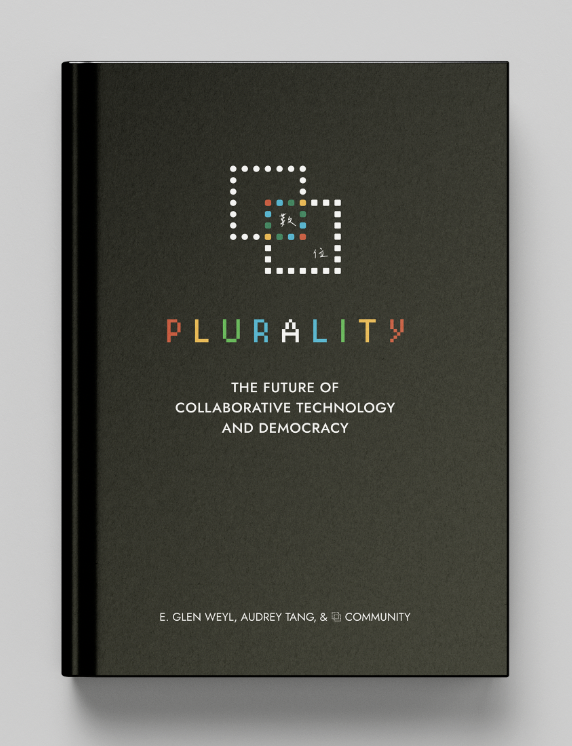 數
位
PLURALITY
THE FUTURE OF
COLLABORATIVE TECHNOLOGY
AND DEMOCRACY
E. GLEN WEYL, AUDREY TANG, & ⿻ COMMUNITY